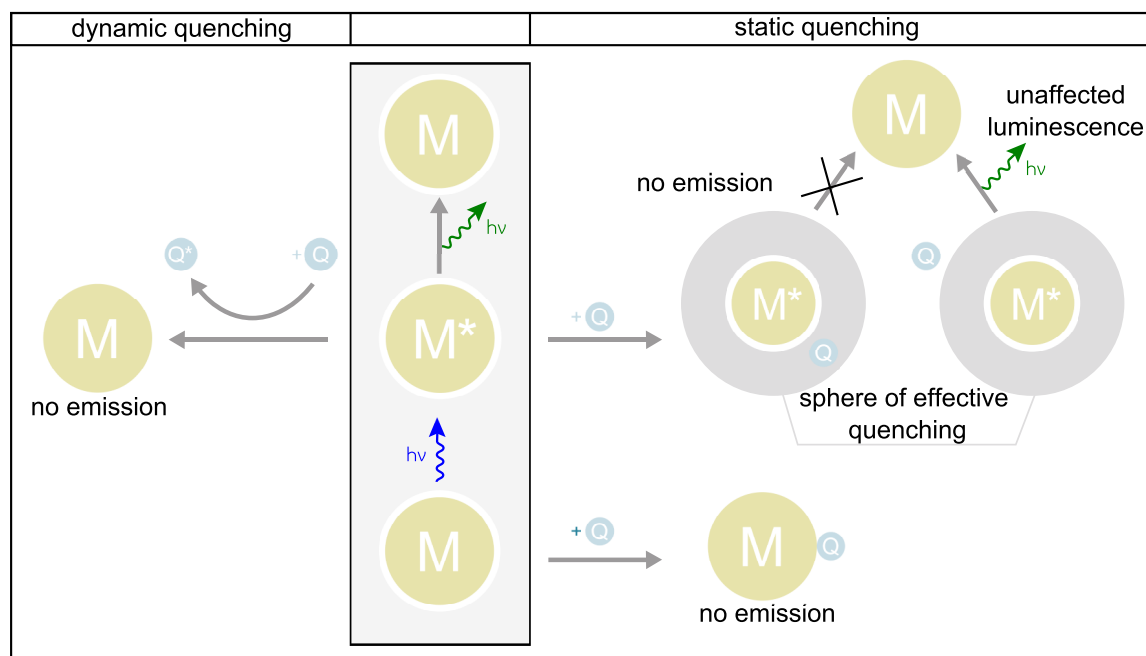 dynamic quenching
static quenching
M
hν
M*
hν
M
Q*
+ Q
M
no emission
+ Q
M
unaffected
luminescence
hν
no emission
M*
Q
Q
M*
sphere of effective
quenching
+ Q
M
Q
no emission